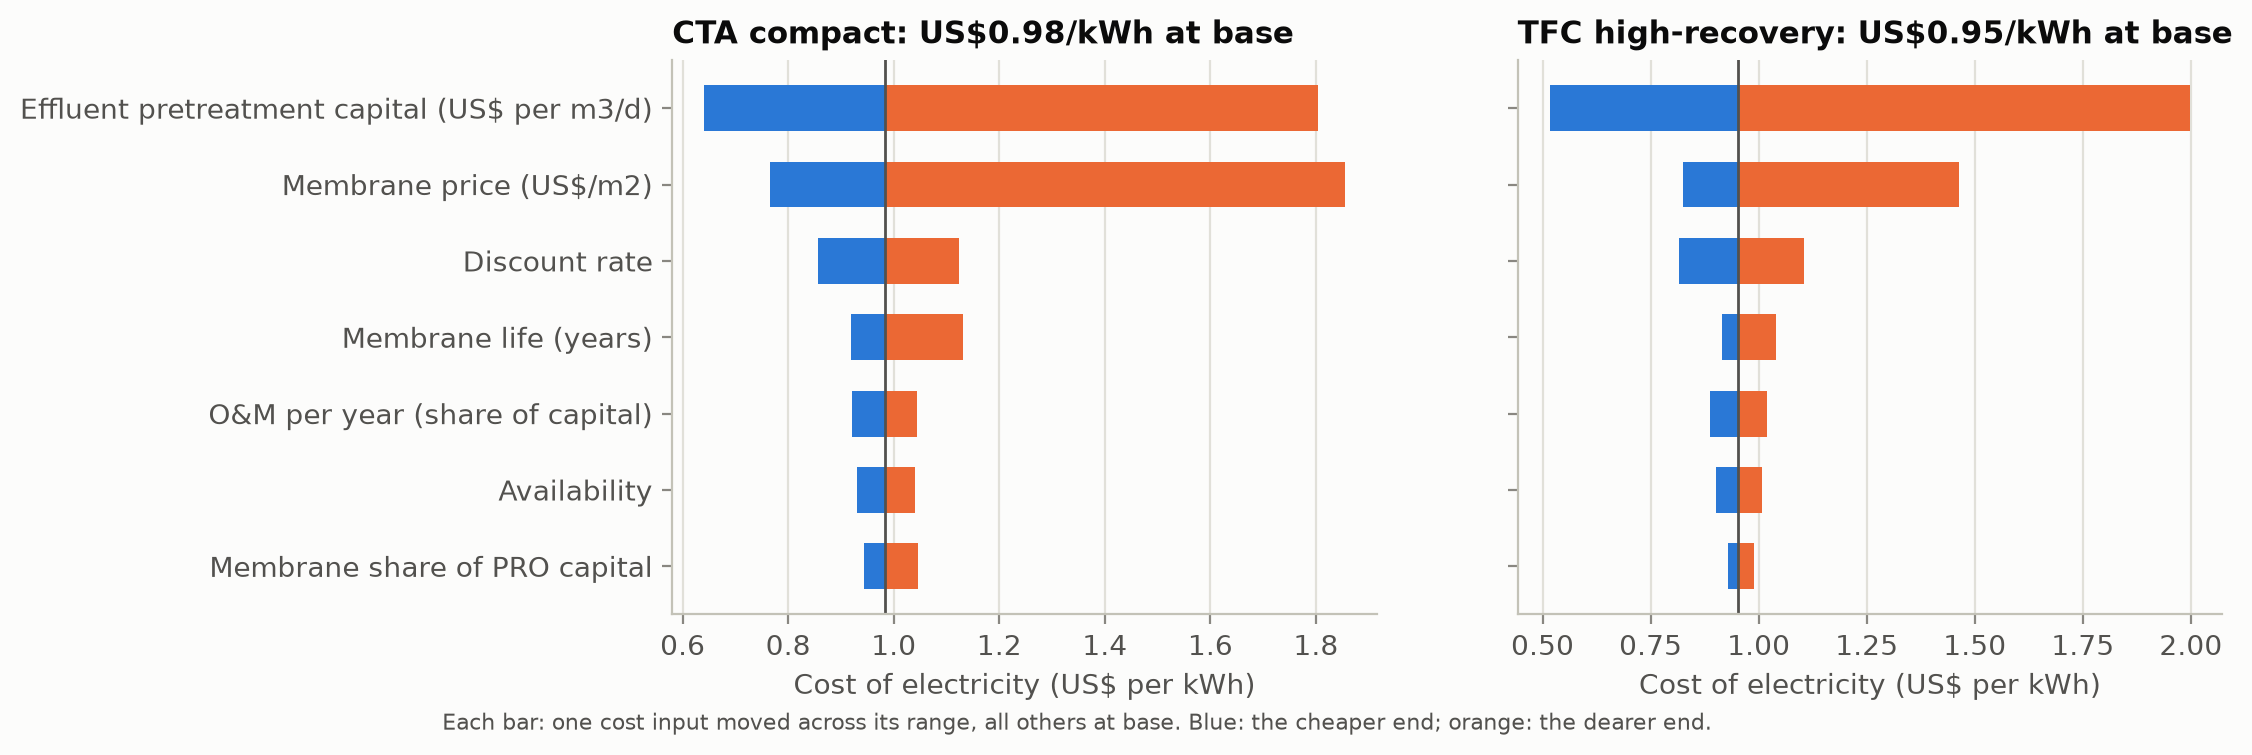 CTA compact: US$0.98/kWh at base
TFC high-recovery: US$0.95/kWh at base
Effluent pretreatment capital (US$ per m3/d)
Membrane price (US$/m2)
Discount rate
Membrane life (years)
O&M per year (share of capital)
Availability
Membrane share of PRO capital
0.6 0.8 1.0 1.2 1.4 1.6 1.8
0.50 0.75 1.00 1.25 1.50 1.75 2.00
Cost of electricity (US$ per kWh)
Cost of electricity (US$ per kWh)
Each bar: one cost input moved across its range, all others at base. Blue: the cheaper end; orange: the dearer end.